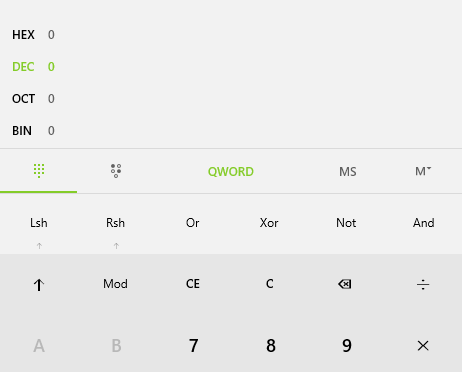 HEX 0
DEC 0
OCT 0
BIN 0
QWORD MS M
Lsh Rsh Or Xor Not And
↑ ↑
↑ Mod CE C ÷
A B 7 8 9 ×